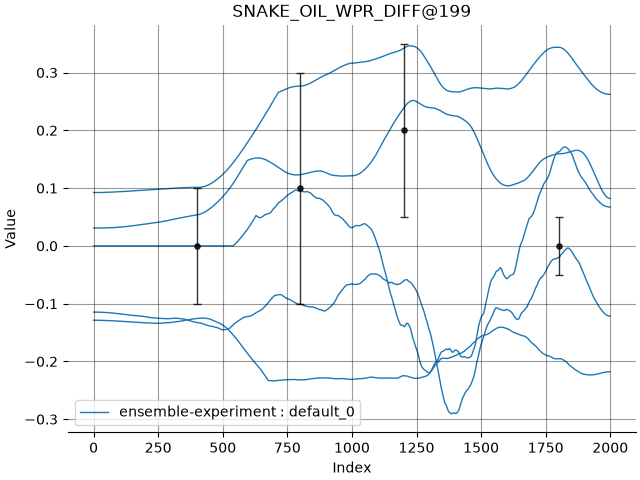 SNAKE_OIL_WPR_DIFF@199
Value
0.3
0.2
0.1
0.0
−0.1
−0.2
−0.3
ensemble-experiment : default_0
0 250 500 750 1000 1250 1500 1750 2000
Index